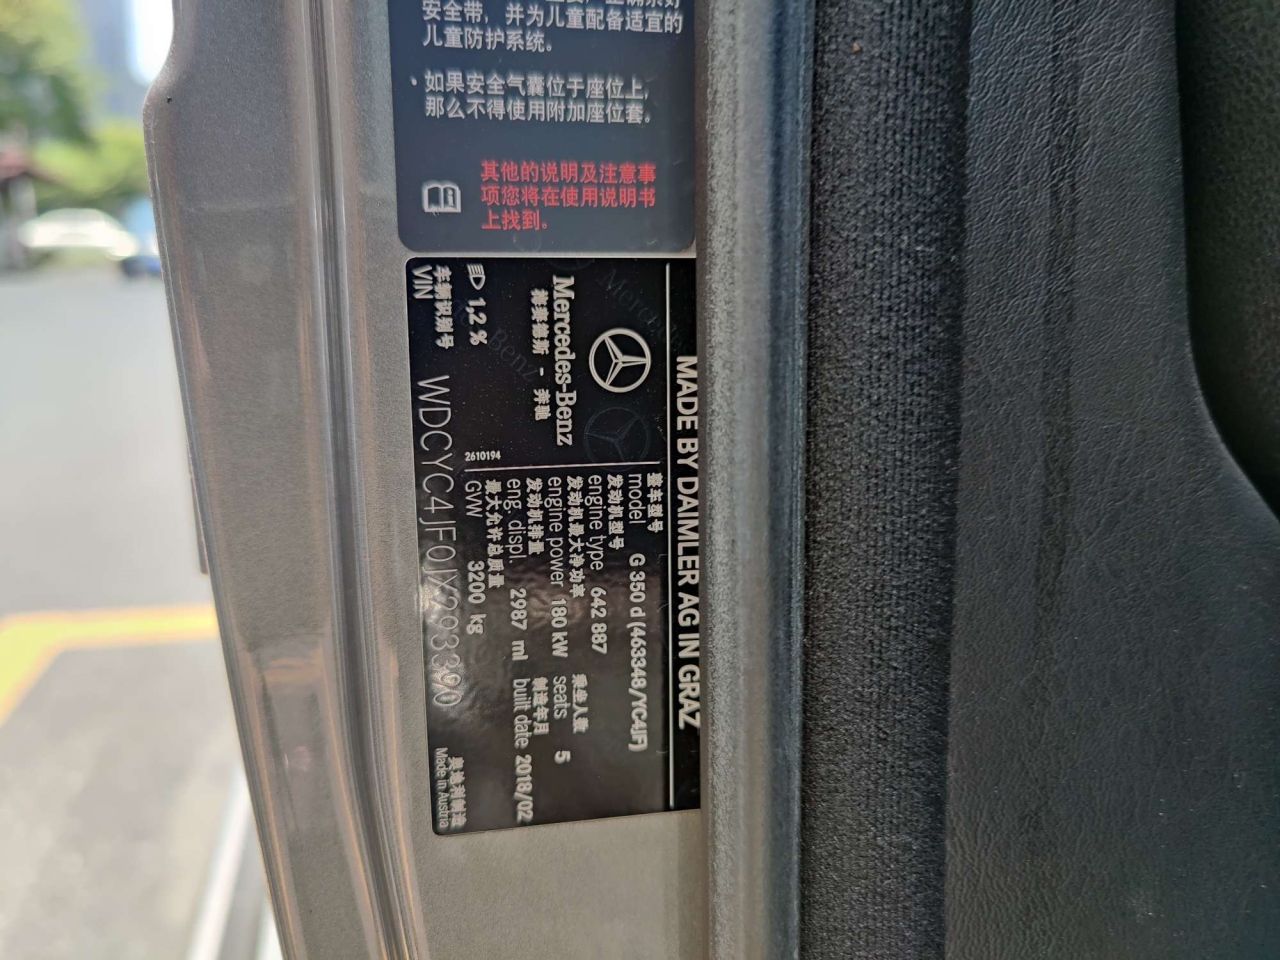 安全带，并为儿童配备适宜的
儿童防护系统。
· 如果安全气囊位于座位上，
那么不得使用附加座位套。
其他的说明及注意事
项您将在使用说明书
上找到。
MADE BY DAIMLER AG IN GRAZ
Mercedes-Benz
梅赛德斯 - 奔驰
1,2 %
2610194
整车型号
model G 350 d (463348/YC4JF)
发动机型号
engine type 642 887
发动机最大净功率 乘坐人数
engine power 180 kW seats 5
发动机排量 制造年月
eng. displ. 2987 ml built date 2018/02
最大允许总质量
GVW 3200 kg
车辆识别号
VIN WDCYC4JF0JX293390
奥地利制造
Made in Austria